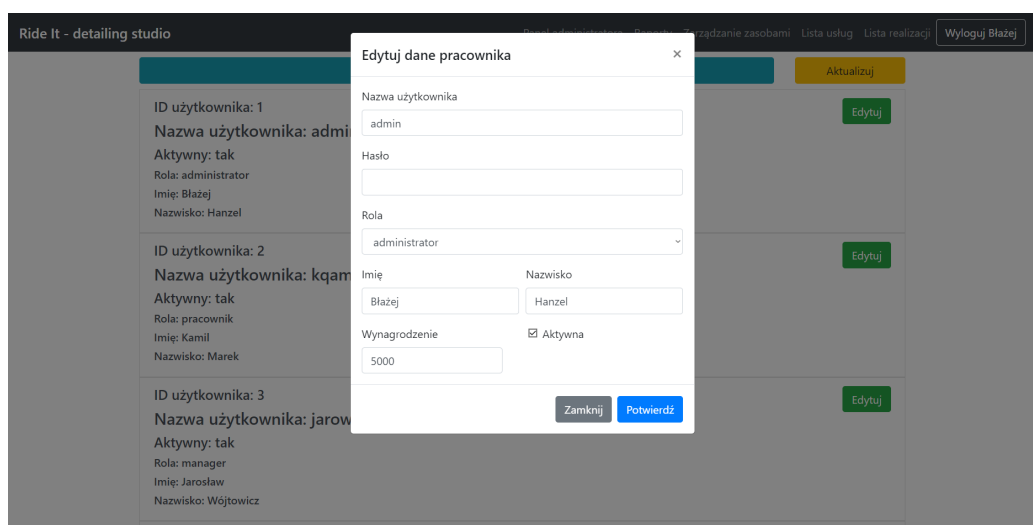 Ride It - detailing studio
Panel administratora Raporty Zarządzanie zasobami Lista usług Lista realizacji Wyloguj Błażej
Aktualizuj
Edytuj dane pracownika ×
Nazwa użytkownika
admin
Hasło
Rola
administrator
Imię Nazwisko
Błażej Hanzel
Wynagrodzenie Aktywna
5000
Zamknij Potwierdź
ID użytkownika: 1 Edytuj
Nazwa użytkownika: admi
Aktywny: tak
Rola: administrator
Imię: Błażej
Nazwisko: Hanzel
ID użytkownika: 2 Edytuj
Nazwa użytkownika: kqam
Aktywny: tak
Rola: pracownik
Imię: Kamil
Nazwisko: Marek
ID użytkownika: 3 Edytuj
Nazwa użytkownika: jarow
Aktywny: tak
Rola: manager
Imię: Jarosław
Nazwisko: Wójtowicz